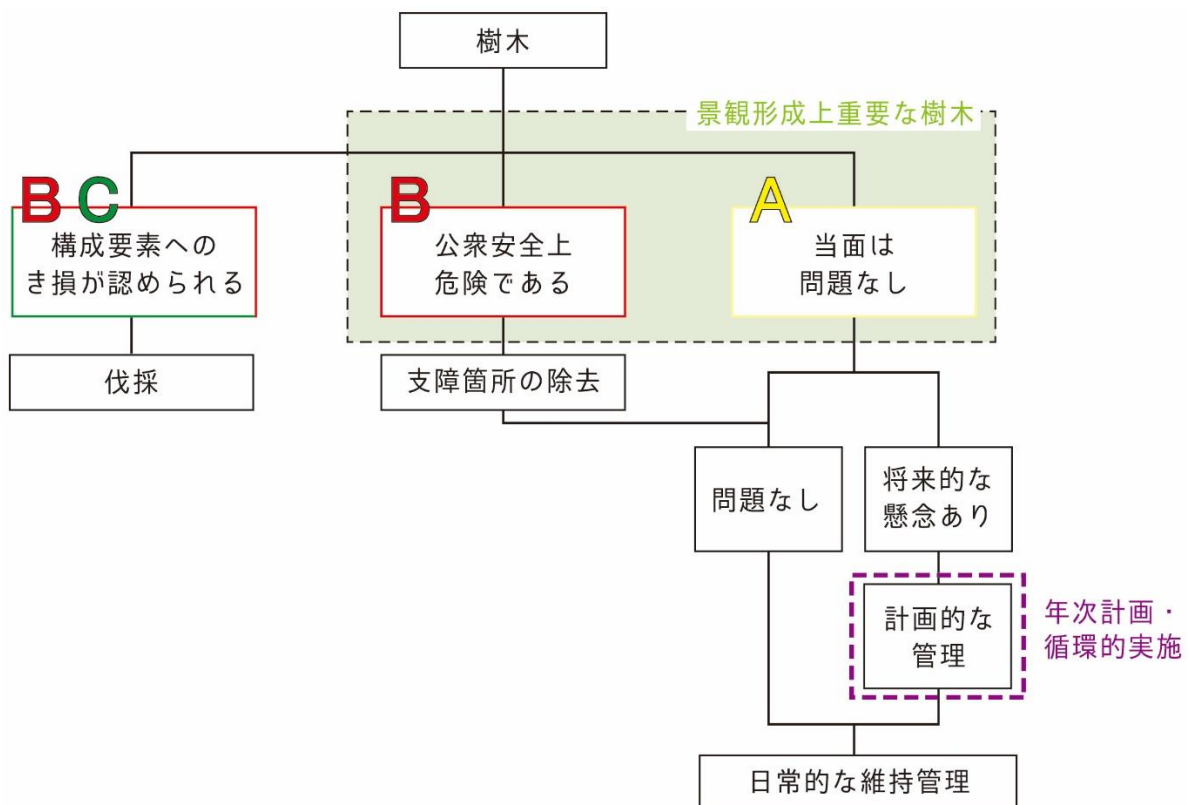 樹木
景観形成上重要な樹木
B C
構成要素への
き損が認められる
B
公衆安全上
危険である
A
当面は
問題なし
伐採
支障箇所の除去
問題なし
将来的な
懸念あり
計画的な
管理
年次計画・
循環的実施
日常的な維持管理